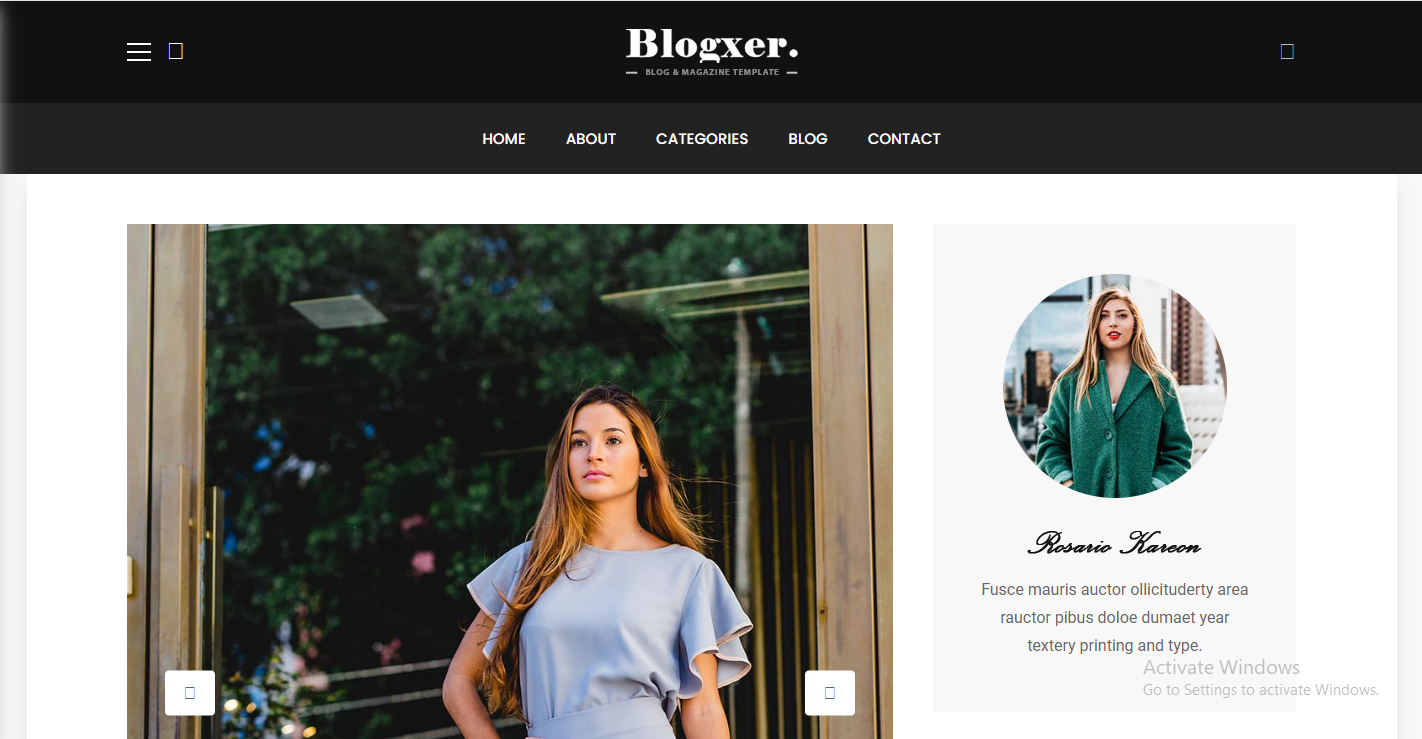 Blogxer.
BLOG & MAGAZINE TEMPLATE
HOME ABOUT CATEGORIES BLOG CONTACT
Rosario Kareon
Fusce mauris auctor ollicituderty area
rauctor pibus doloe dumaet year
textery printing and type.
Activate Windows
Go to Settings to activate Windows.